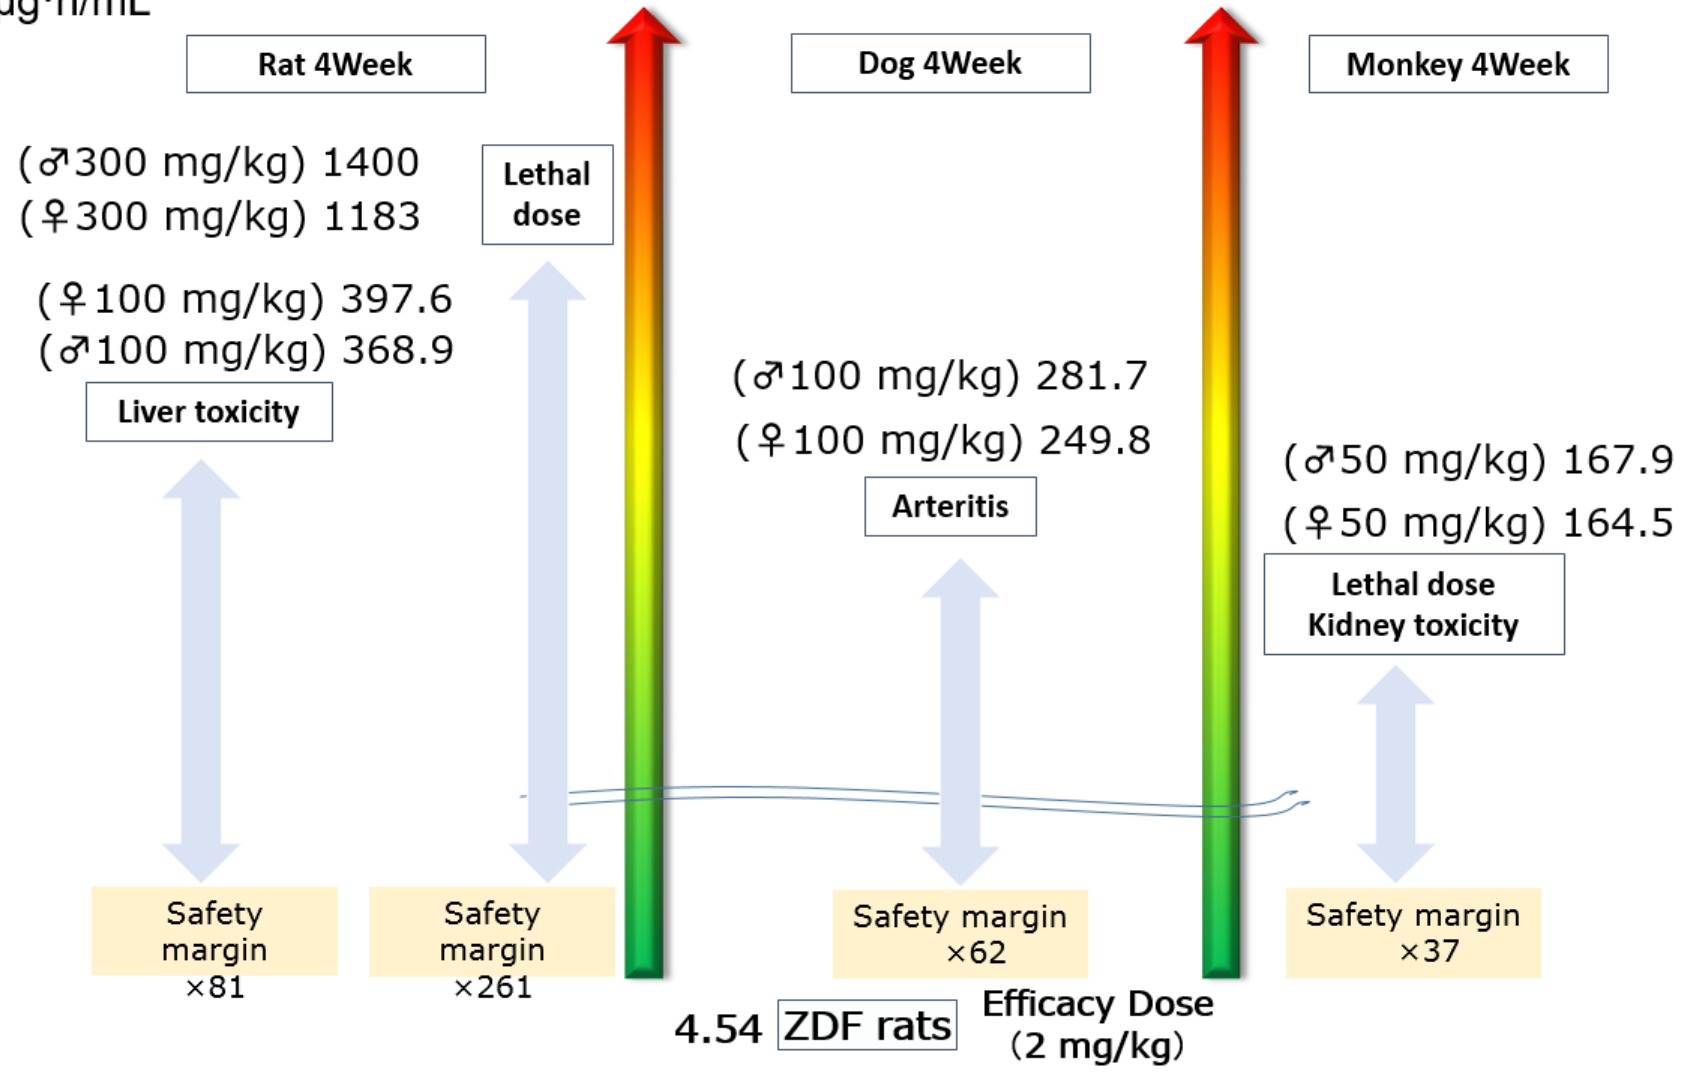 µg*h/mL
Rat 4Week
Dog 4Week
Monkey 4Week
(♂300 mg/kg) 1400
(♀300 mg/kg) 1183
Lethal
dose
(♀100 mg/kg) 397.6
(♂100 mg/kg) 368.9
Liver toxicity
(♂100 mg/kg) 281.7
(♀100 mg/kg) 249.8
Arteritis
(♂50 mg/kg) 167.9
(♀50 mg/kg) 164.5
Lethal dose
Kidney toxicity
Safety
margin
×81
Safety
margin
×261
Safety margin
×62
Safety margin
×37
4.54 ZDF rats
Efficacy Dose
(2 mg/kg)